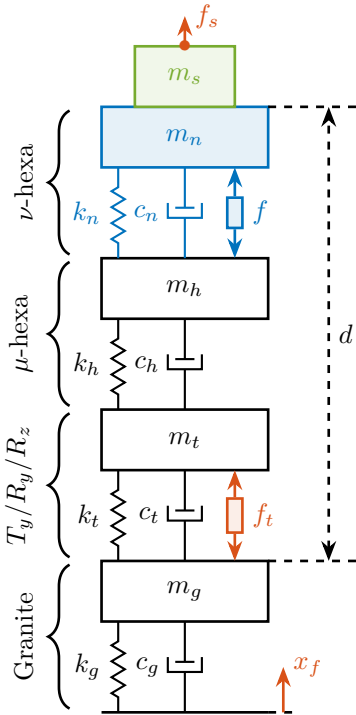 f_s
m_s
m_n
ν-hexa
k_n c_n f
m_h
μ-hexa
k_h c_h
d
m_t
T_y/R_y/R_z
k_t c_t f_t
m_g
Granite
k_g c_g x_f